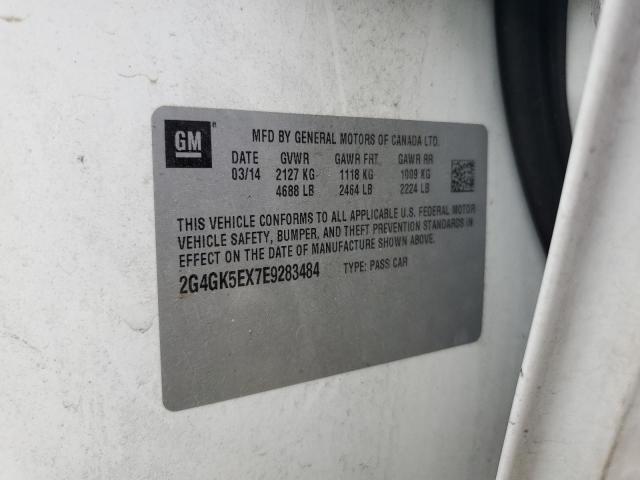 GM
MFD BY GENERAL MOTORS OF CANADA LTD.
DATE GVWR GAWR FRT GAWR RR
03/14 2127 KG 1118 KG 1009 KG
4688 LB 2464 LB 2224 LB
THIS VEHICLE CONFORMS TO ALL APPLICABLE U.S. FEDERAL MOTOR
VEHICLE SAFETY, BUMPER, AND THEFT PREVENTION STANDARDS IN
EFFECT ON THE DATE OF MANUFACTURE SHOWN ABOVE.
2G4GK5EX7E9283484 TYPE: PASS CAR